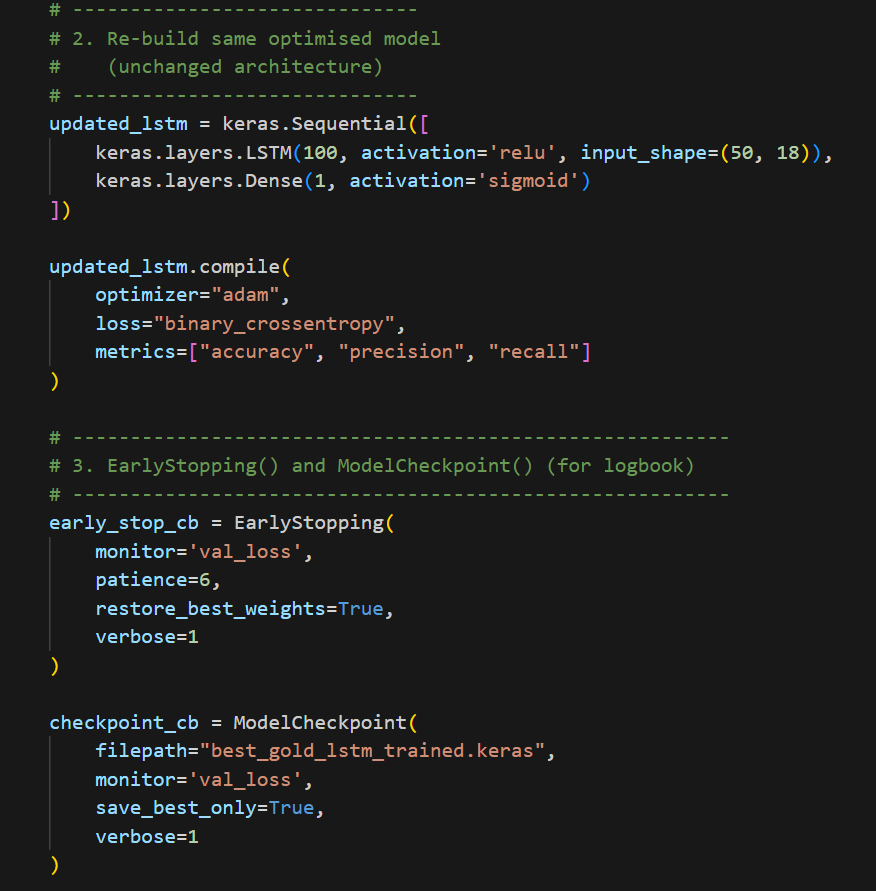 # ------------------------------
# 2. Re-build same optimised model
#    (unchanged architecture)
# ------------------------------
updated_lstm = keras.Sequential([
    keras.layers.LSTM(100, activation='relu', input_shape=(50, 18)),
    keras.layers.Dense(1, activation='sigmoid')
])

updated_lstm.compile(
    optimizer="adam",
    loss="binary_crossentropy",
    metrics=["accuracy", "precision", "recall"]
)

# ---------------------------------------------------------
# 3. EarlyStopping() and ModelCheckpoint() (for logbook)
# ---------------------------------------------------------
early_stop_cb = EarlyStopping(
    monitor='val_loss',
    patience=6,
    restore_best_weights=True,
    verbose=1
)

checkpoint_cb = ModelCheckpoint(
    filepath="best_gold_lstm_trained.keras",
    monitor='val_loss',
    save_best_only=True,
    verbose=1
)